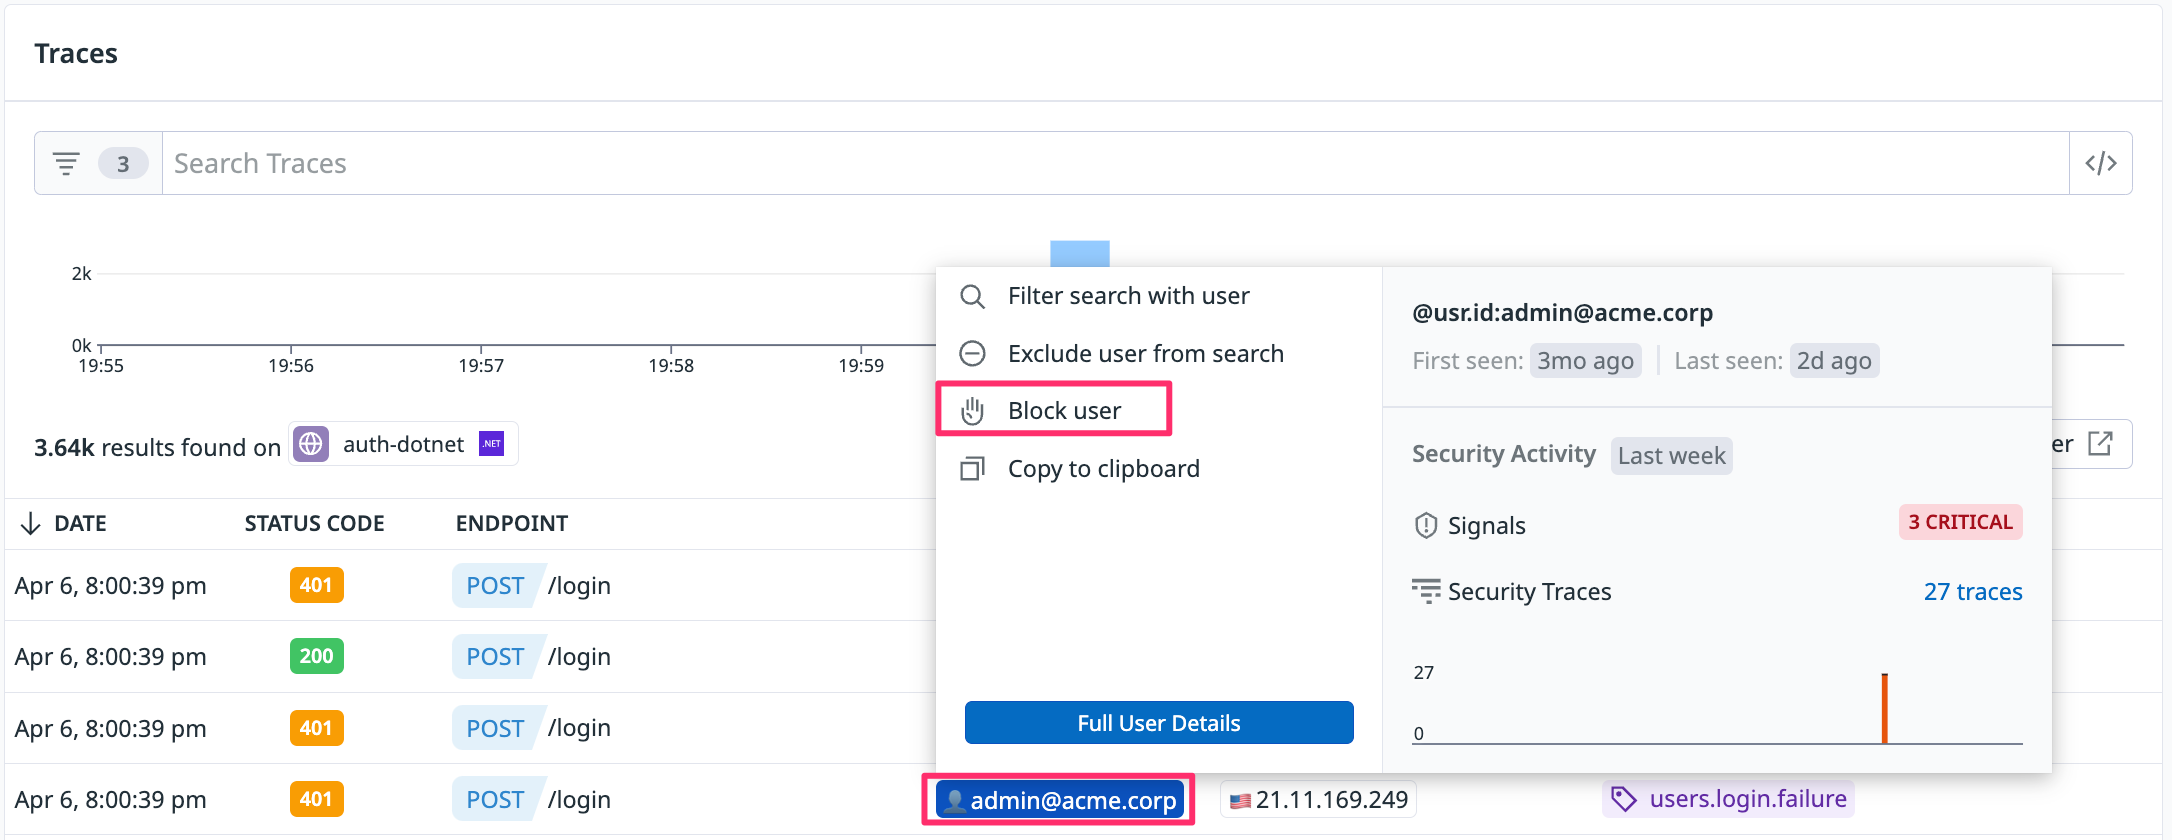 Traces
3 Search Traces </>
2k
0k
19:55 19:56 19:57 19:58 19:59
Filter search with user
Exclude user from search
Block user
Copy to clipboard
Full User Details
@usr.id:admin@acme.corp
First seen: 3mo ago Last seen: 2d ago
Security Activity Last week
Signals 3 CRITICAL
Security Traces 27 traces
27
0
3.64k results found on auth-dotnet .NET
er
DATE STATUS CODE ENDPOINT
Apr 6, 8:00:39 pm 401 POST /login
Apr 6, 8:00:39 pm 200 POST /login
Apr 6, 8:00:39 pm 401 POST /login
Apr 6, 8:00:39 pm 401 POST /login admin@acme.corp 21.11.169.249 users.login.failure